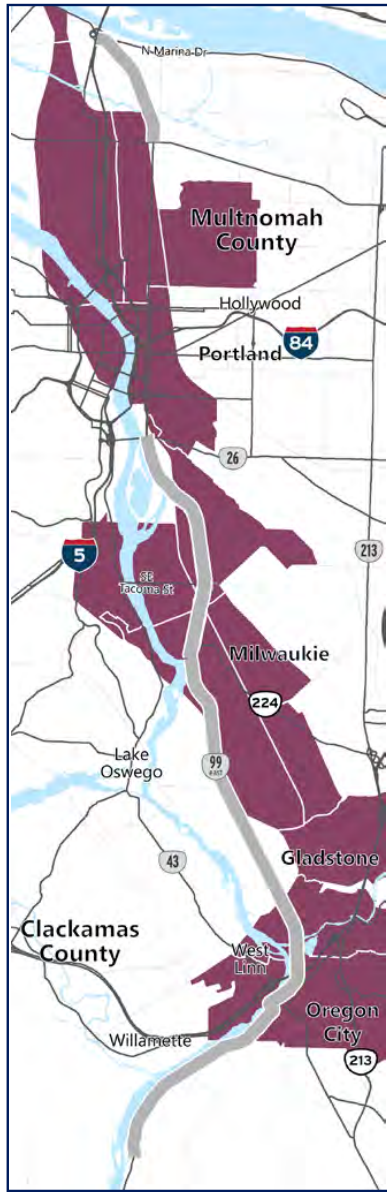 N Marina Dr
Multnomah
County
Hollywood
84
Portland
26
213
5
SE
Tacoma St
Milwaukie
224
Lake
Oswego
99
43
Gladstone
Clackamas
County
West
Linn
Oregon
City
Willamette
213